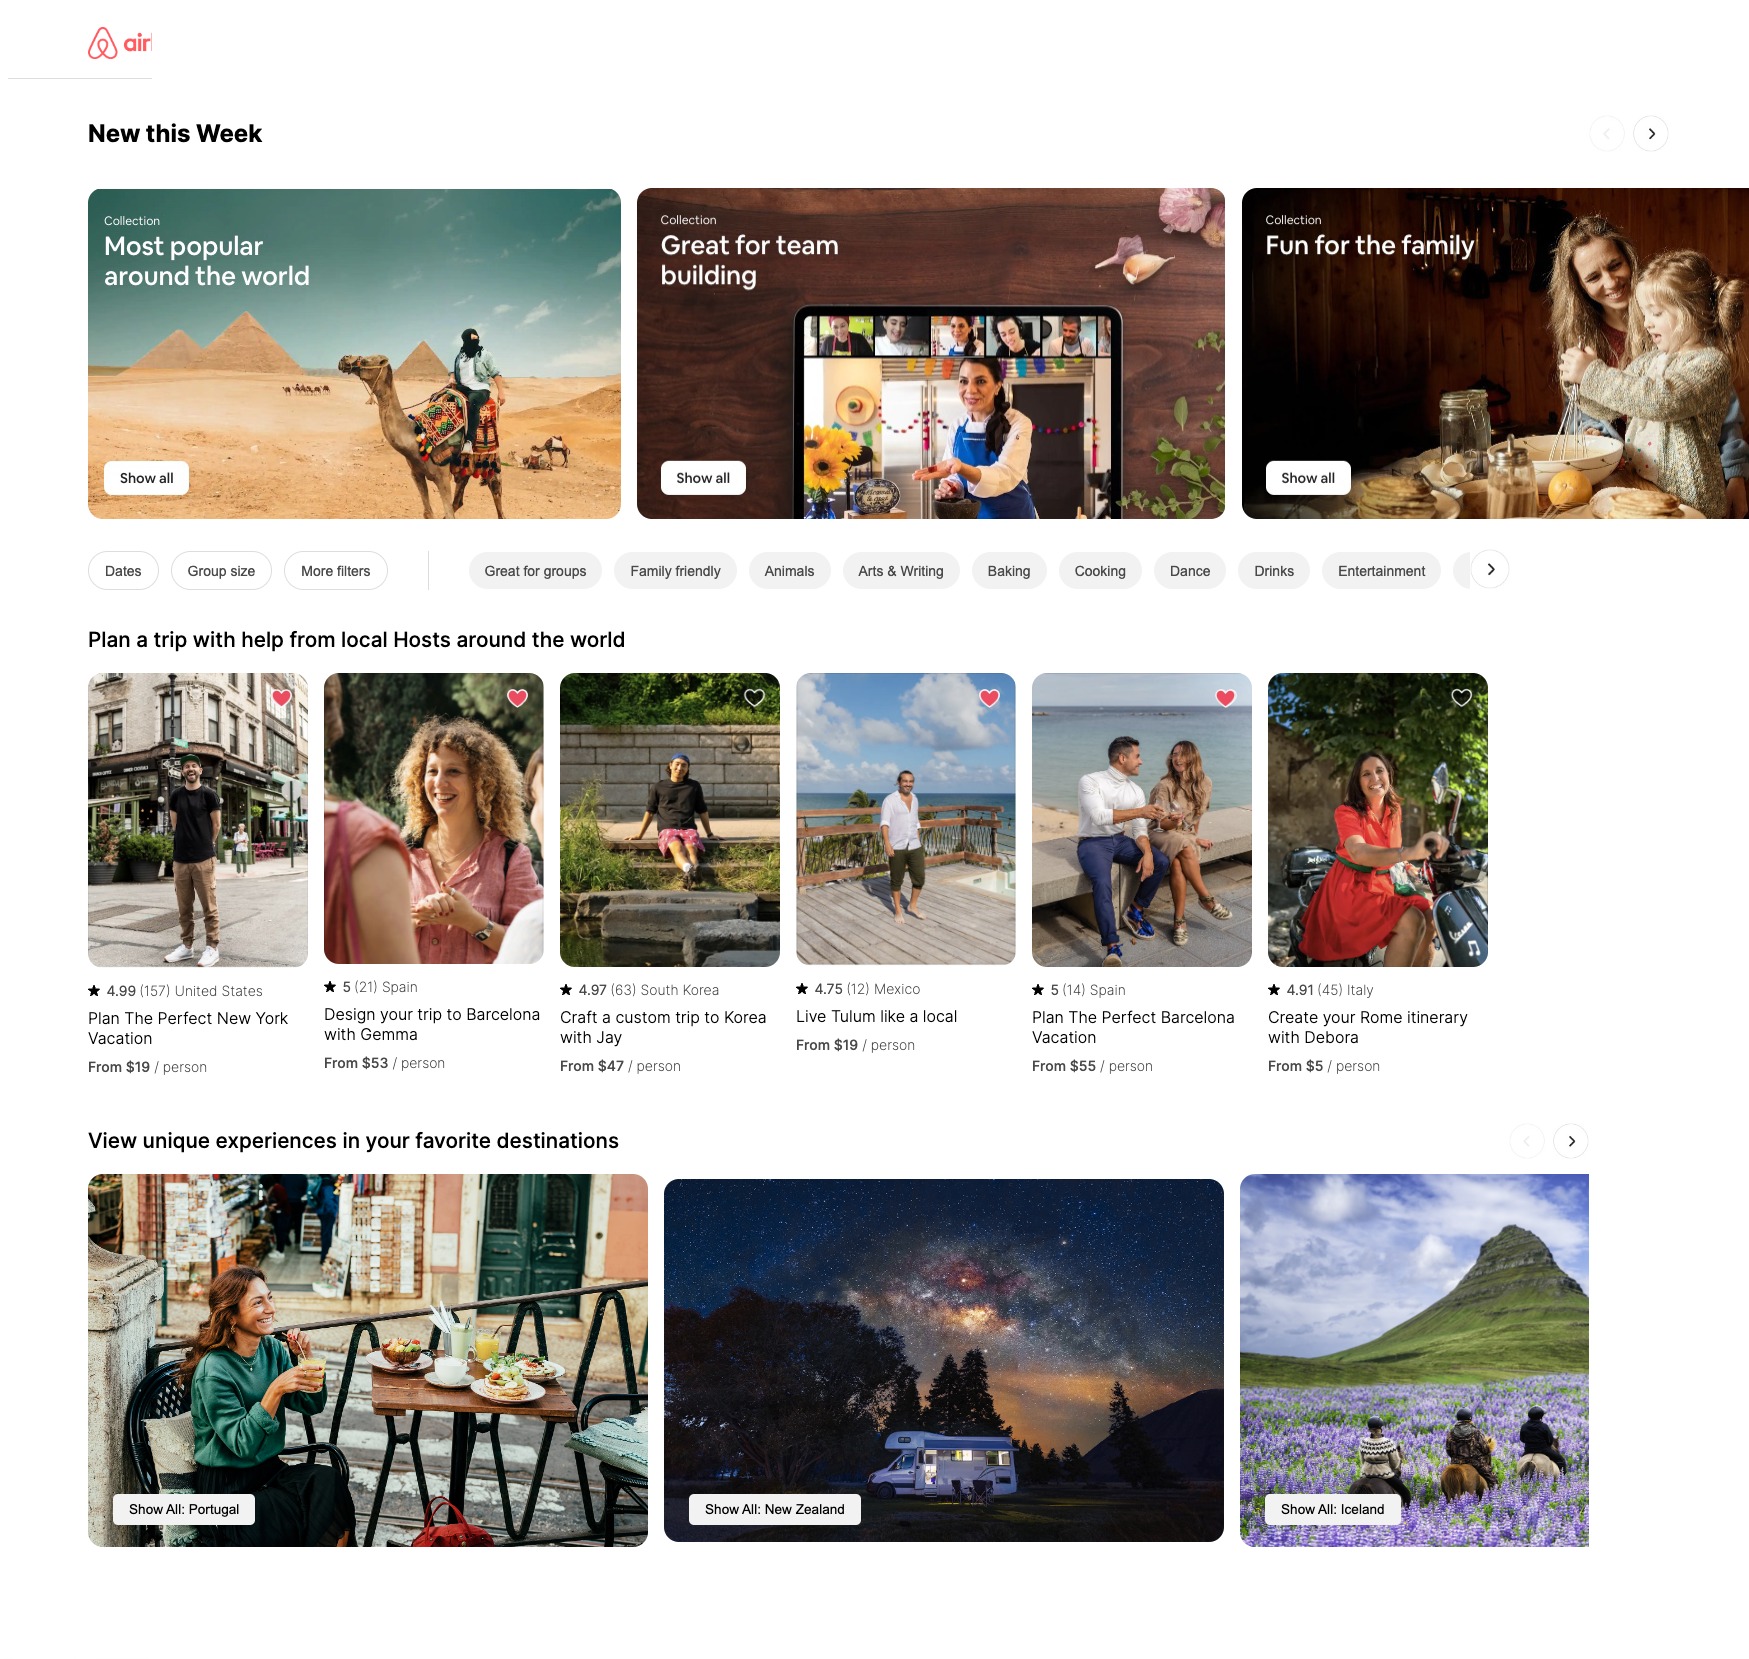 air
New this Week
Collection
Most popular
around the world
Show all
Collection
Great for team
building
Show all
Collection
Fun for the family
Show all
Dates
Group size
More filters
Great for groups
Family friendly
Animals
Arts & Writing
Baking
Cooking
Dance
Drinks
Entertainment
Plan a trip with help from local Hosts around the world
4.99 (157) United States
Plan The Perfect New York
Vacation
From $19 / person
5 (21) Spain
Design your trip to Barcelona
with Gemma
From $53 / person
4.97 (63) South Korea
Craft a custom trip to Korea
with Jay
From $47 / person
4.75 (12) Mexico
Live Tulum like a local
From $19 / person
5 (14) Spain
Plan The Perfect Barcelona
Vacation
From $55 / person
4.91 (45) Italy
Create your Rome itinerary
with Debora
From $5 / person
View unique experiences in your favorite destinations
Show All: Portugal
Show All: New Zealand
Show All: Iceland